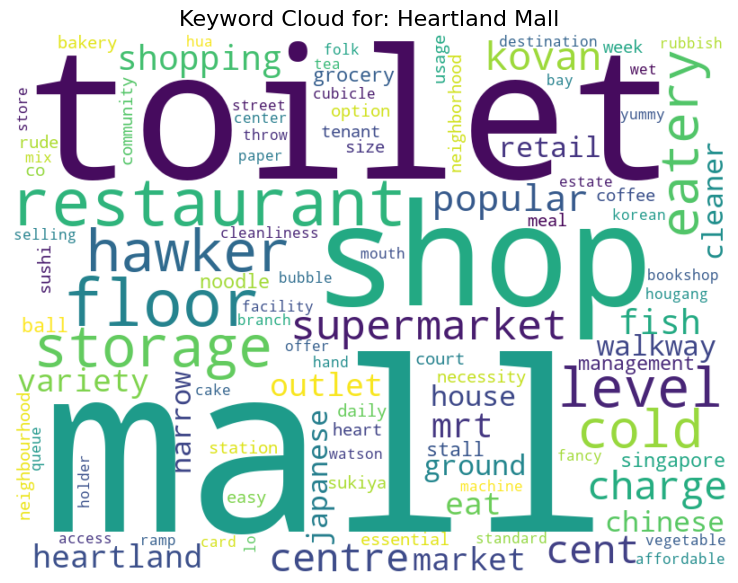 Keyword Cloud for: Heartland Mall
bakery
hua
folk
destination
rubbish
toilet
shopping
tea
grocery
usage
kovan
week
bay
wet
store
community
cubicle
street
option
neighborhood
yummy
center
throw
tenant
paper
size
retail
eatery
rude
mix
co
restaurant
popular
estate
coffee
meal
korean
cleaner
selling
cleanliness
hawker
shop
mouth
sushi
noodle
bubble
bookshop
floor
facility
hougang
ball
branch
supermarket
fish
storage
offer
hand
court
walkway
management
variety
narrow
cake
outlet
necessity
house
level
neighbourhood
queue
daily
heart
mrt
cold
mall
station
watson
stall
fancy
japanese
ground
singapore
holder
easy
sukiya
machine
charge
eat
chinese
card
lo
access
ramp
essential
standard
vegetable
heartland
centre
market
cent
affordable